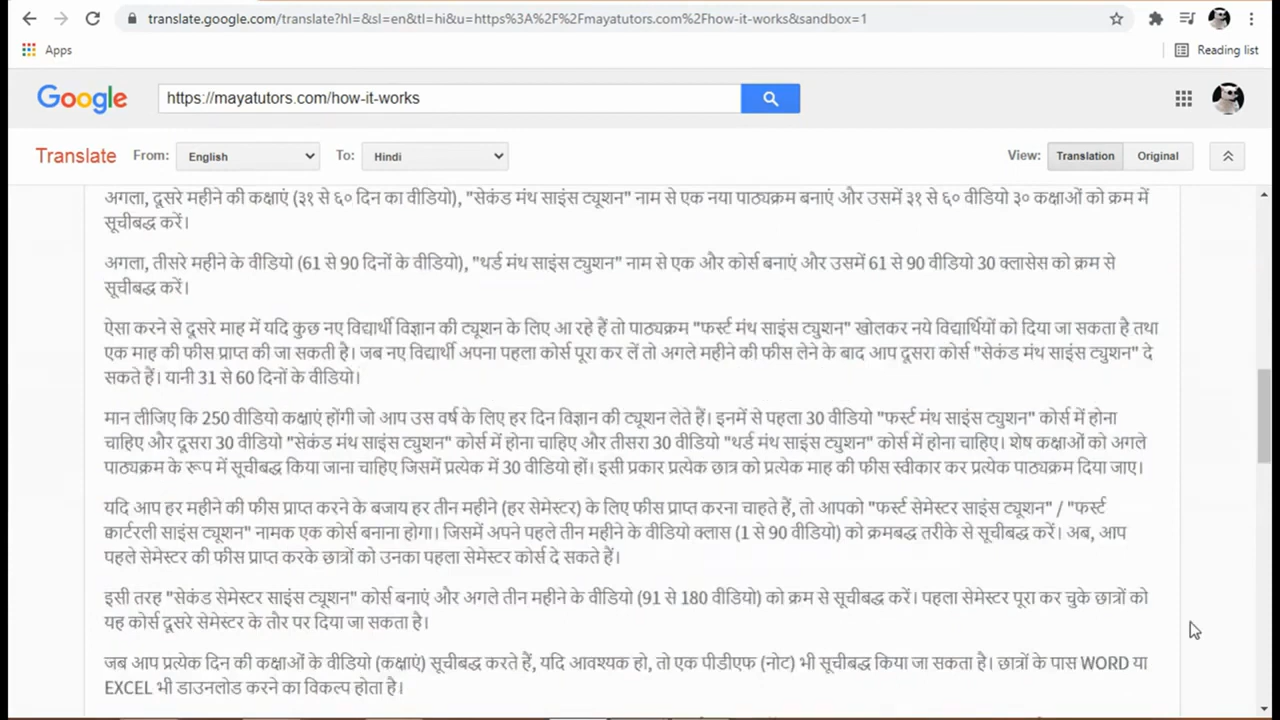 translate.google.com/translate?hl=&sl=en&tl=hi&u=https%3A%2F%2Fmayatutors.com%2Fhow-it-works&sandbox=1
Apps
Reading list
Google
https://mayatutors.com/how-it-works
Translate From: English To: Hindi View: Translation Original
अगला, दूसरे महीने की कक्षाएं (३१ से ६० दिन का वीडियो), "सेकंड मंथ साइंस ट्यूशन" नाम से एक नया पाठ्यक्रम बनाएं और उसमें ३१ से ६० वीडियो ३० कक्षाओं को क्रम में
सूचीबद्ध करें।
अगला, तीसरे महीने के वीडियो (61 से 90 दिनों के वीडियो), "थर्ड मंथ साइंस ट्युशन" नाम से एक और कोर्स बनाएं और उसमें 61 से 90 वीडियो 30 क्लासेस को क्रम से
सूचीबद्ध करें।
ऐसा करने से दूसरे माह में यदि कुछ नए विद्यार्थी विज्ञान की ट्यूशन के लिए आ रहे हैं तो पाठ्यक्रम "फर्स्ट मंथ साइंस ट्युशन" खोलकर नये विद्यार्थियों को दिया जा सकता है तथा
एक माह की फीस प्राप्त की जा सकती है। जब नए विद्यार्थी अपना पहला कोर्स पूरा कर लें तो अगले महीने की फीस लेने के बाद आप दूसरा कोर्स "सेकंड मंथ साइंस ट्युशन" दे
सकते हैं। यानी 31 से 60 दिनों के वीडियो।
मान लीजिए कि 250 वीडियो कक्षाएं होंगी जो आप उस वर्ष के लिए हर दिन विज्ञान की ट्यूशन लेते हैं। इनमें से पहला 30 वीडियो "फर्स्ट मंथ साइंस ट्युशन" कोर्स में होना
चाहिए और दूसरा 30 वीडियो "सेकंड मंथ साइंस ट्युशन" कोर्स में होना चाहिए और तीसरा 30 वीडियो "थर्ड मंथ साइंस ट्युशन" कोर्स में होना चाहिए। शेष कक्षाओं को अगले
पाठ्यक्रम के रूप में सूचीबद्ध किया जाना चाहिए जिसमें प्रत्येक में 30 वीडियो हों। इसी प्रकार प्रत्येक छात्र को प्रत्येक माह की फीस स्वीकार कर प्रत्येक पाठ्यक्रम दिया जाए।
यदि आप हर महीने की फीस प्राप्त करने के बजाय हर तीन महीने (हर सेमेस्टर) के लिए फीस प्राप्त करना चाहते हैं, तो आपको "फर्स्ट सेमेस्टर साइंस ट्यूशन" / "फर्स्ट
क्वार्टरली साइंस ट्यूशन" नामक एक कोर्स बनाना होगा। जिसमें अपने पहले तीन महीने के वीडियो क्लास (1 से 90 वीडियो) को क्रमबद्ध तरीके से सूचीबद्ध करें। अब, आप
पहले सेमेस्टर की फीस प्राप्त करके छात्रों को उनका पहला सेमेस्टर कोर्स दे सकते हैं।
इसी तरह "सेकंड सेमेस्टर साइंस ट्यूशन" कोर्स बनाएं और अगले तीन महीने के वीडियो (91 से 180 वीडियो) को क्रम से सूचीबद्ध करें। पहला सेमेस्टर पूरा कर चुके छात्रों को
यह कोर्स दूसरे सेमेस्टर के तौर पर दिया जा सकता है।
जब आप प्रत्येक दिन की कक्षाओं के वीडियो (कक्षाएं) सूचीबद्ध करते हैं, यदि आवश्यक हो, तो एक पीडीएफ (नोट) भी सूचीबद्ध किया जा सकता है। छात्रों के पास WORD या
EXCEL भी डाउनलोड करने का विकल्प होता है।